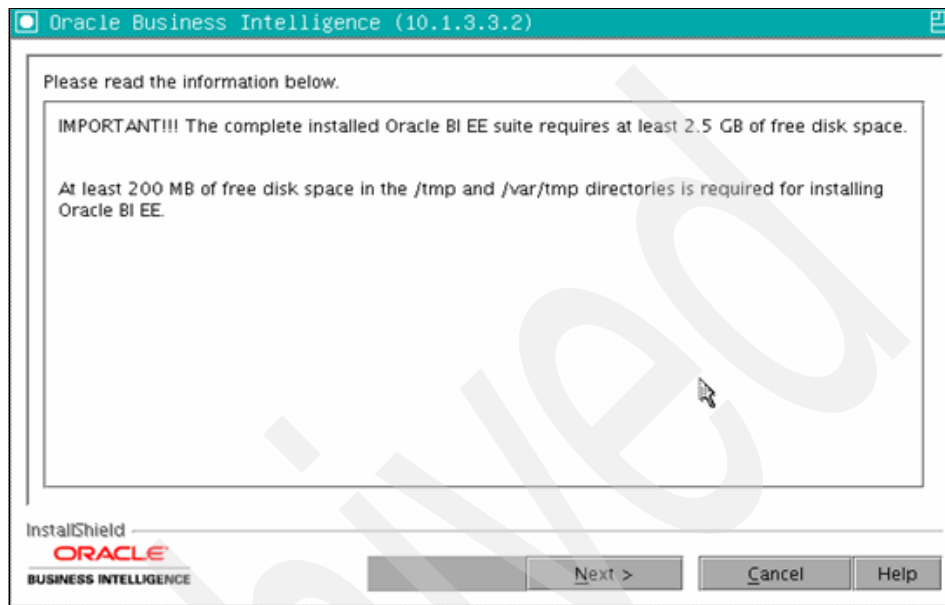 Oracle Business Intelligence (10.1.3.3.2)
Please read the information below.
IMPORTANT!!! The complete installed Oracle BI EE suite requires at least 2.5 GB of free disk space.
At least 200 MB of free disk space in the /tmp and /var/tmp directories is required for installing
Oracle BI EE.
InstallShield
ORACLE
BUSINESS INTELLIGENCE
Next >
Cancel
Help